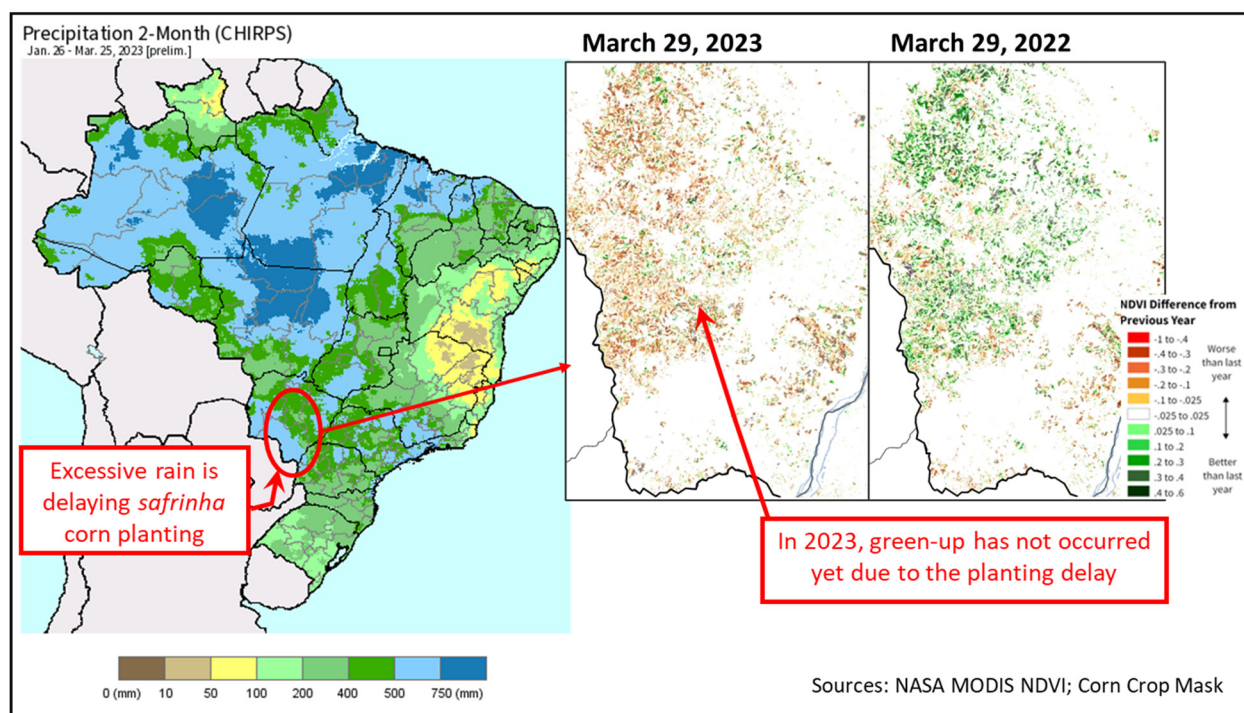 Precipitation 2-Month (CHIRPS)
Jan. 26 - Mar. 25, 2023 [prelim.]
March 29, 2023
March 29, 2022
NDVI Difference from
Previous Year
-1 to -.4
-.4 to -.3
-.3 to -.2
-.2 to -.1
-.1 to -.025
-.025 to .025
.025 to .1
.1 to .2
.2 to .3
.3 to .4
.4 to .6
Worse
than last
year
Better
than last
year
Excessive rain is
delaying safrinha
corn planting
In 2023, green-up has not occurred
yet due to the planting delay
0 (mm) 10 50 100 200 400 500 750 (mm)
Sources: NASA MODIS NDVI; Corn Crop Mask